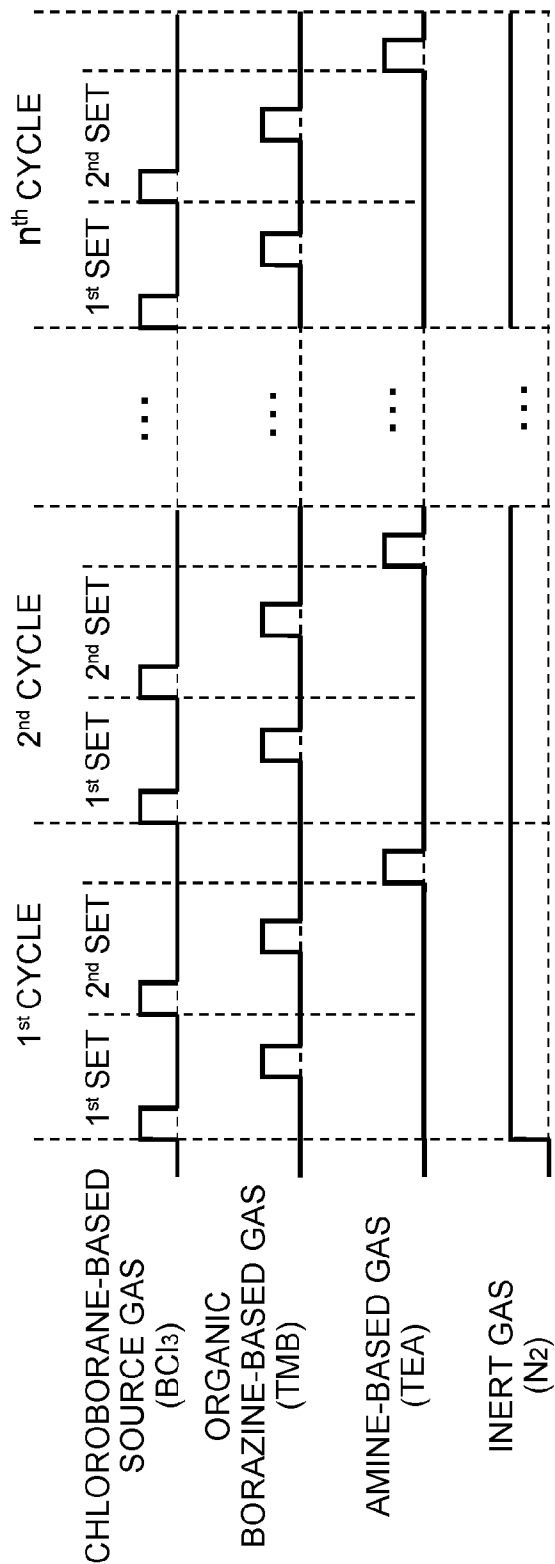 1st CYCLE
2nd CYCLE
nth CYCLE
1st SET
2nd SET
1st SET
2nd SET
1st SET
2nd SET
CHLOROBORANE-BASED
SOURCE GAS
(BCl3)
...
ORGANIC
BORAZINE-BASED GAS
(TMB)
...
AMINE-BASED GAS
(TEA)
...
INERT GAS
(N2)
...